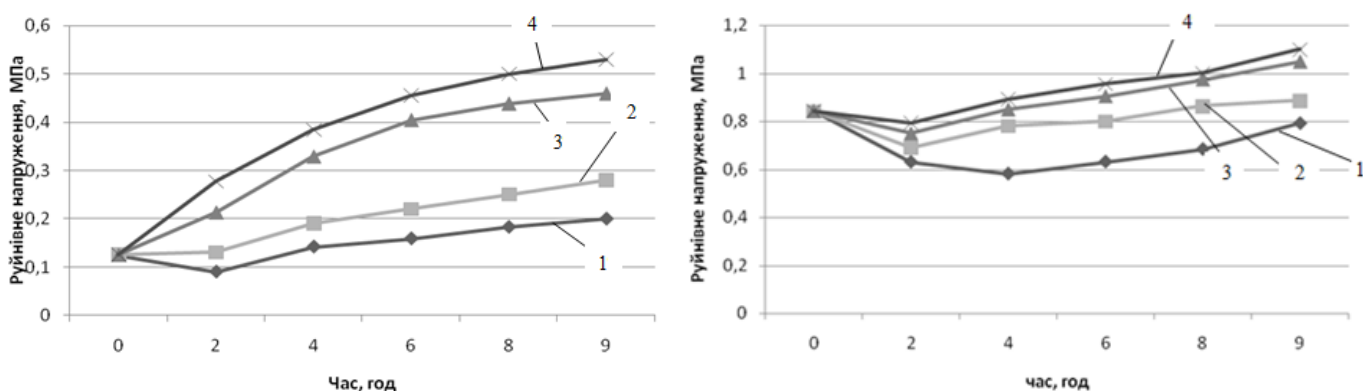 0,6
0,5
0,4
0,3
0,2
0,1
0
Руйнівне напруження, МПа
0 2 4 6 8 9
Час, год
4
3
2
1
1,2
1
0,8
0,6
0,4
0,2
0
Руйнівне напруження, МПа
0 2 4 6 8 9
час, год
4
3 2 1